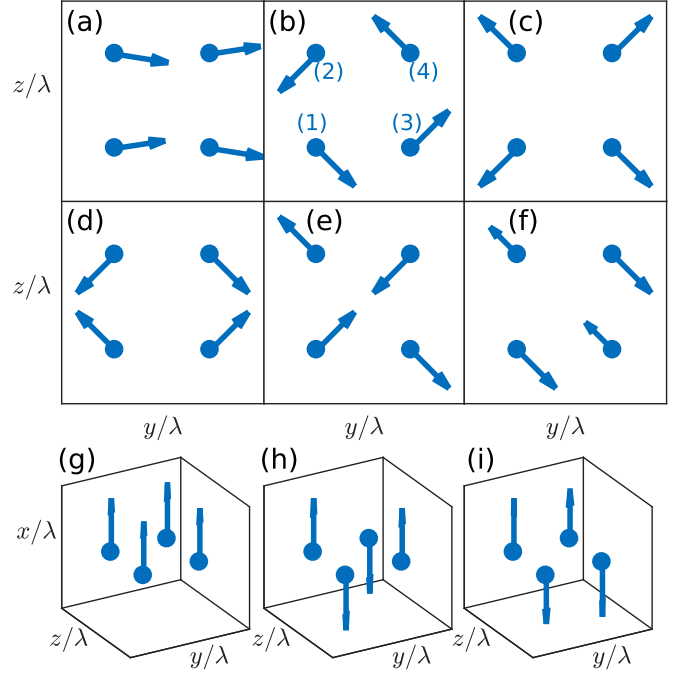 (a) (b) (c)
z/λ (2) (4)
(1) (3)
(d) (e) (f)
z/λ
y/λ y/λ y/λ
(g) (h) (i)
x/λ
z/λ y/λ z/λ y/λ z/λ y/λ